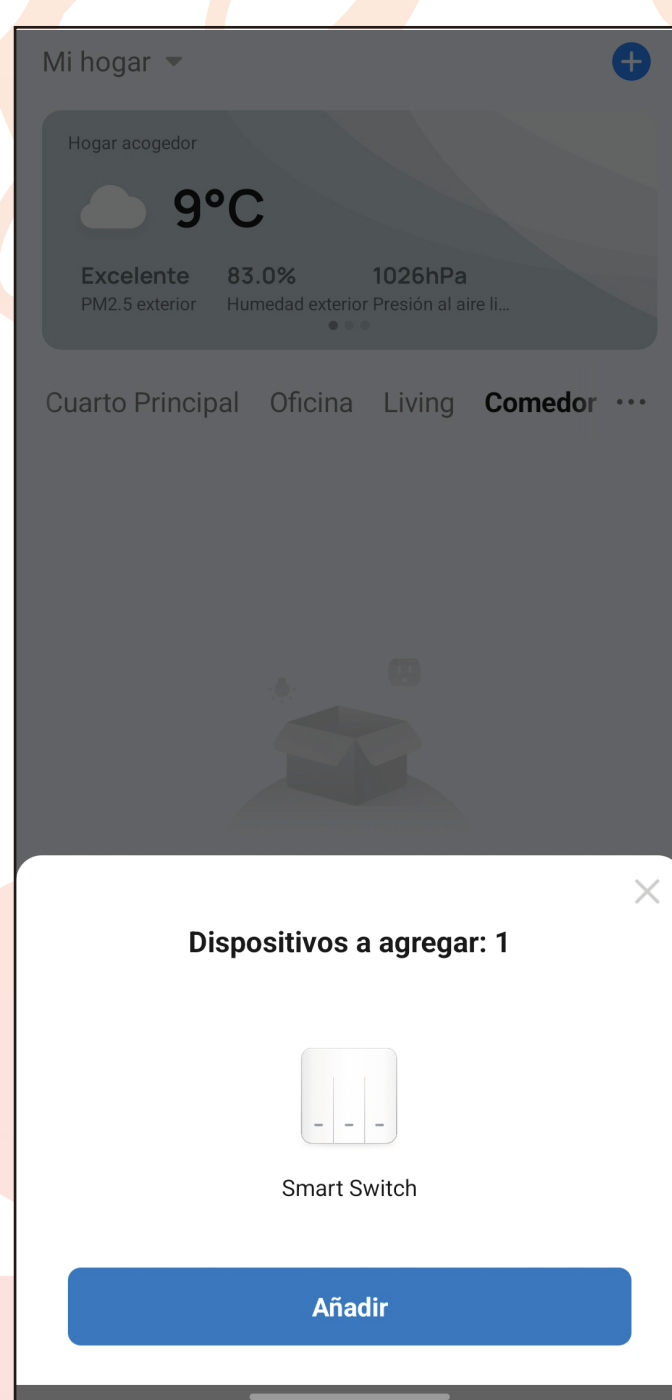 Mi hogar
Hogar acogedor
9°C
Excelente 83.0% 1026hPa
PM2.5 exterior Humedad exterior Presión al aire li...
Cuarto Principal Oficina Living Comedor ...
Dispositivos a agregar: 1
Smart Switch
Añadir